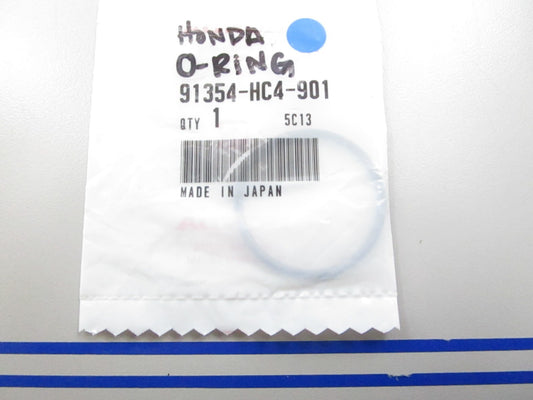 HONDA
O-RING
91354-HC4-901
QTY 1 5C13
MADE IN JAPAN